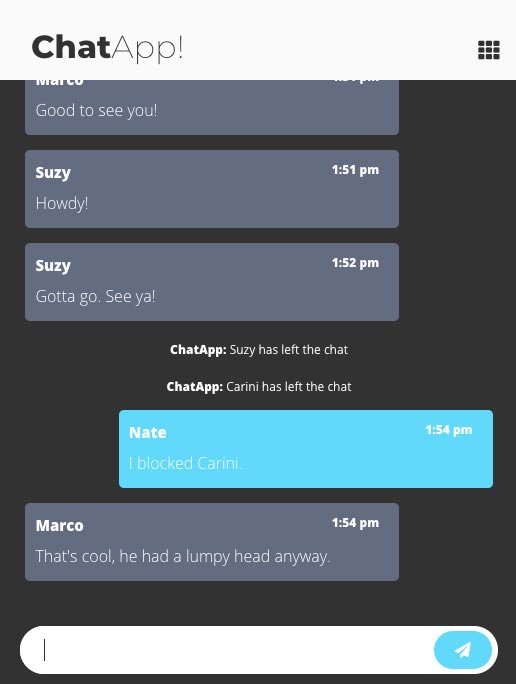 ChatApp!
Marco
Good to see you!
Suzy 1:51 pm
Howdy!
Suzy 1:52 pm
Gotta go. See ya!
ChatApp: Suzy has left the chat
ChatApp: Carini has left the chat
Nate 1:54 pm
I blocked Carini.
Marco 1:54 pm
That's cool, he had a lumpy head anyway.